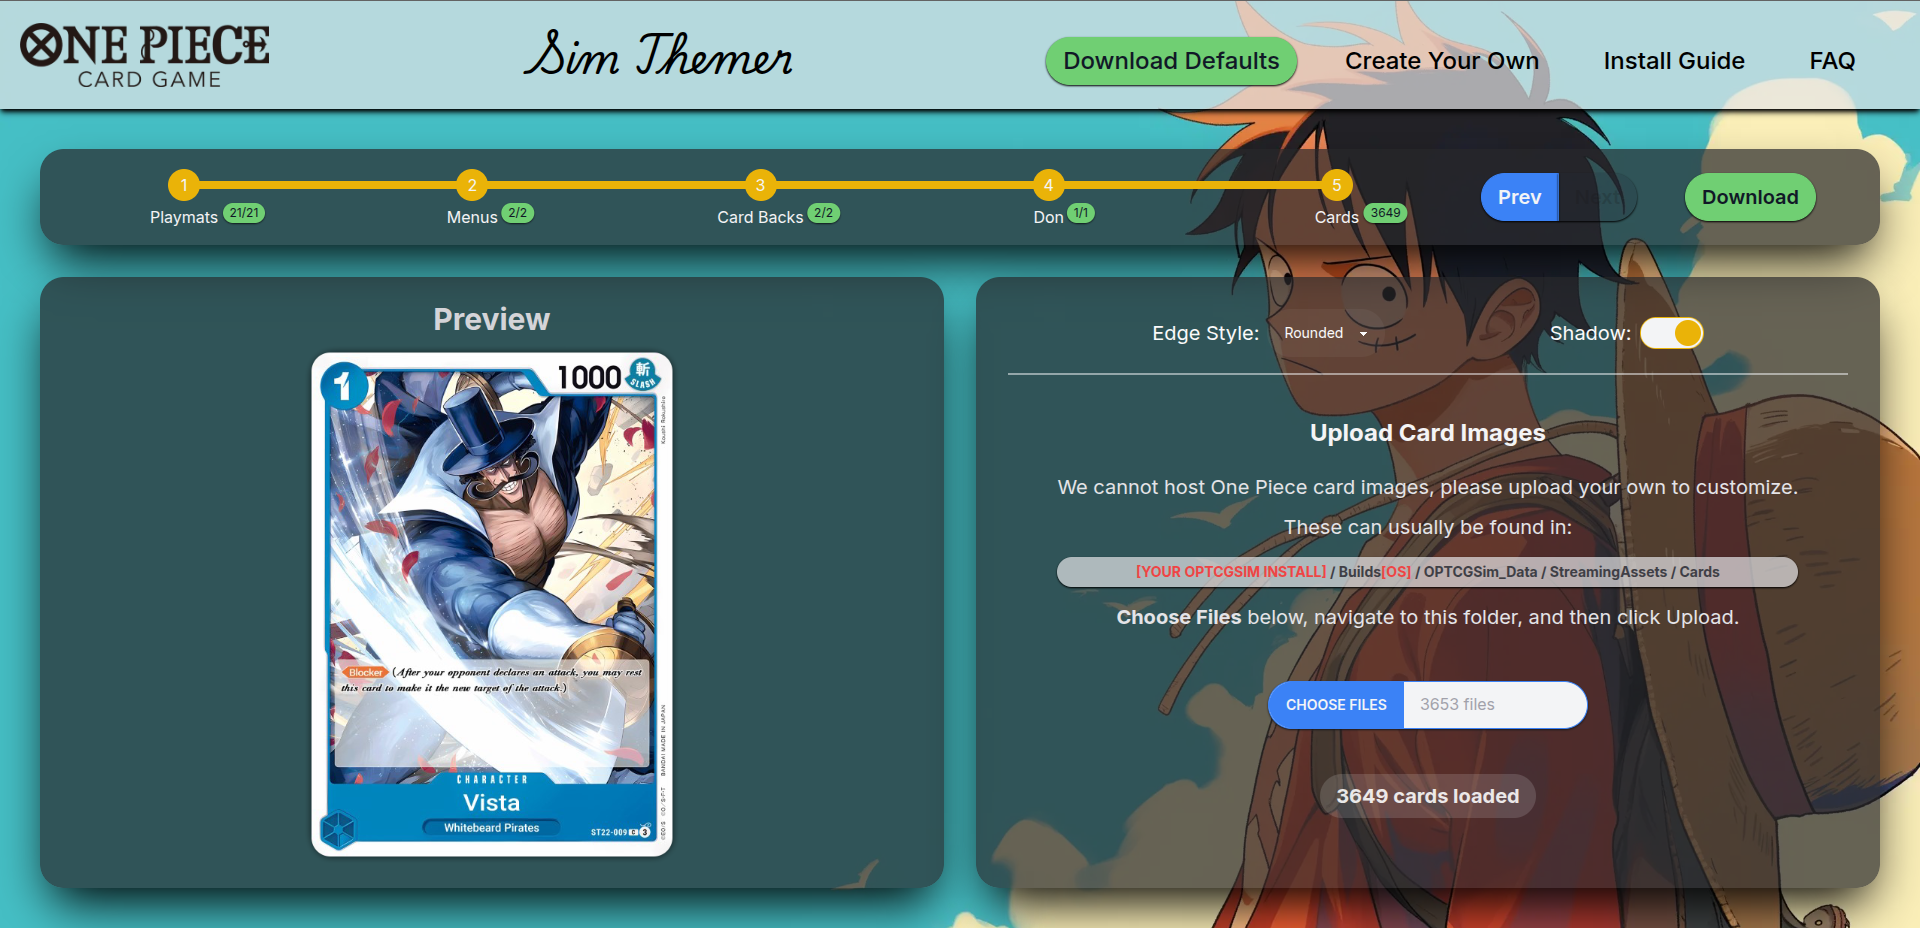 ONE PIECE
CARD GAME
Sim Themer
Download Defaults
Create Your Own
Install Guide
FAQ
1
2
3
4
5
Playmats 21/21
Menus 2/2
Card Backs 2/2
Don 1/1
Cards 3649
Prev
Next
Download
Preview
1
1000
斬
SLASH
Blocker (After your opponent declares an attack, you may rest
this card to make it the new target of the attack.)
CHARACTER
Vista
Whitebeard Pirates
ST22-009 C 3
BANDAI MADE IN JAPAN
Edge Style:
Rounded
Shadow:
Upload Card Images
We cannot host One Piece card images, please upload your own to customize.
These can usually be found in:
[YOUR OPTCGSIM INSTALL] / Builds[OS] / OPTCGSim_Data / StreamingAssets / Cards
Choose Files below, navigate to this folder, and then click Upload.
CHOOSE FILES
3653 files
3649 cards loaded